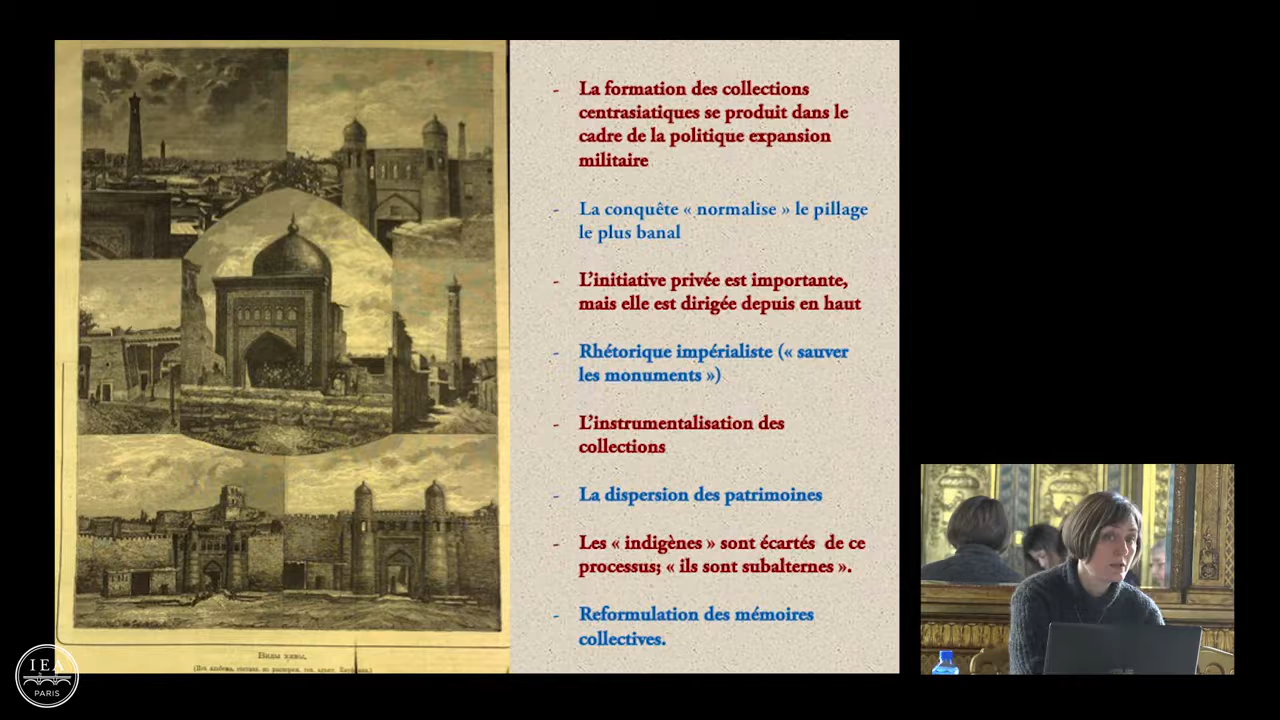 - La formation des collections
centrasiatiques se produit dans le
cadre de la politique expansion
militaire
- La conquête « normalise » le pillage
le plus banal
- L'initiative privée est importante,
mais elle est dirigée depuis en haut
- Rhétorique impérialiste (« sauver
les monuments »)
- L'instrumentalisation des
collections
- La dispersion des patrimoines
- Les « indigènes » sont écartés de ce
processus; « ils sont subalternes ».
- Reformulation des mémoires
collectives.
Виды Хивы.
IEA
PARIS